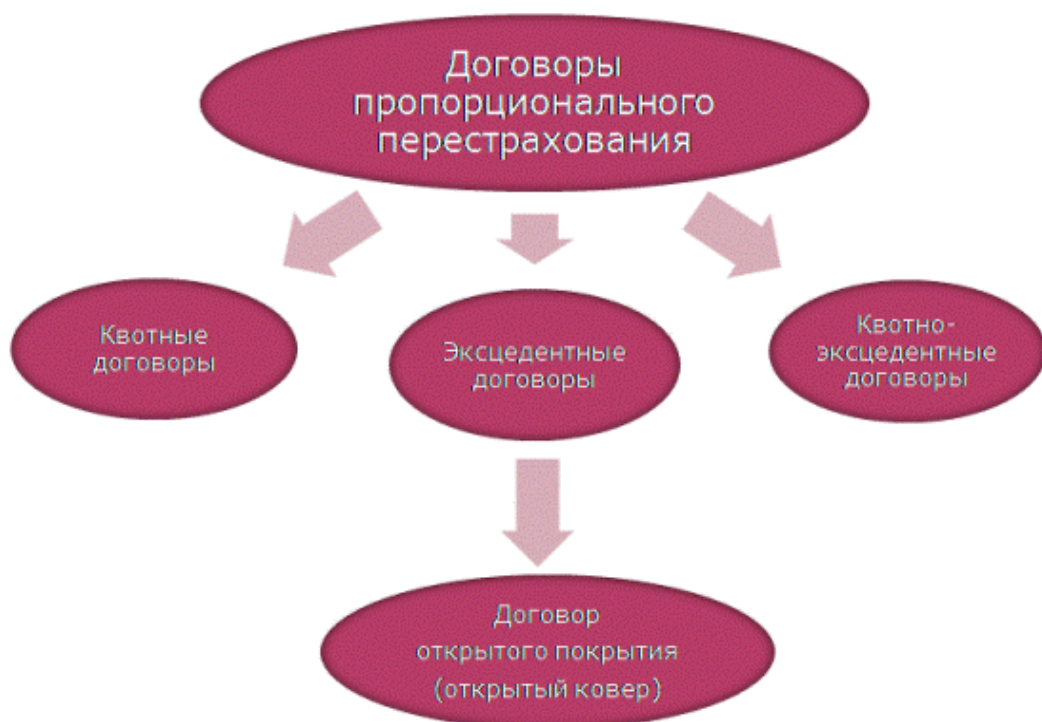 Договоры
пропорционального
перестрахования
Квотные
договоры
Эксцедентные
договоры
Квотно-
эксцедентные
договоры
Договор
открытого покрытия
(открытый ковер)